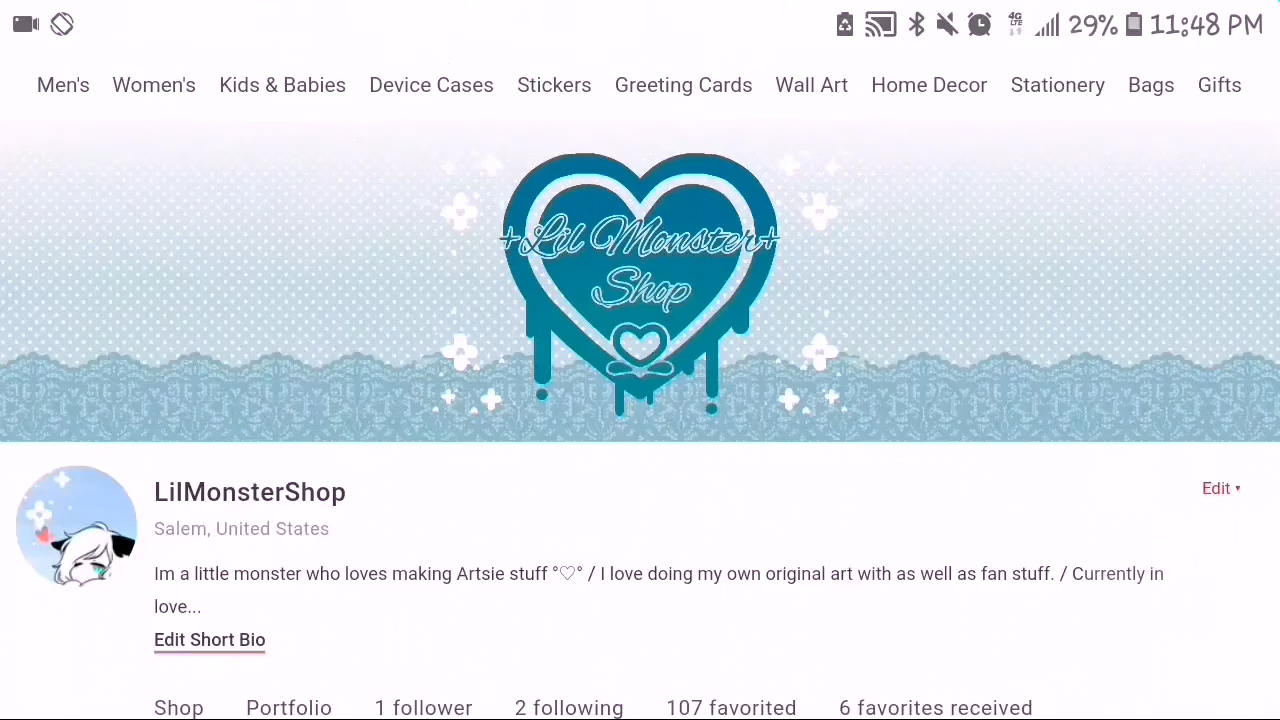 4G LTE 29% 11:48 PM
Men's Women's Kids & Babies Device Cases Stickers Greeting Cards Wall Art Home Decor Stationery Bags Gifts
+Lil Monster+
Shop
LilMonsterShop
Edit ▾
Salem, United States
Im a little monster who loves making Artsie stuff °♡° / I love doing my own original art with as well as fan stuff. / Currently in
love...
Edit Short Bio
Shop Portfolio 1 follower 2 following 107 favorited 6 favorites received